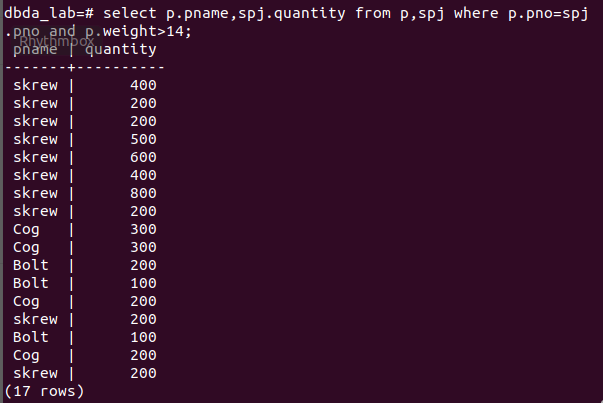 dbda_lab=# select p.pname,spj.quantity from p,spj where p.pno=spj
.pno and p.weight>14;
Rhythmbox
 pname | quantity
-------+----------
 skrew |      400
 skrew |      200
 skrew |      200
 skrew |      500
 skrew |      600
 skrew |      400
 skrew |      800
 skrew |      200
 Cog   |      300
 Cog   |      300
 Bolt  |      200
 Bolt  |      100
 Cog   |      200
 skrew |      200
 Bolt  |      100
 Cog   |      200
 skrew |      200
(17 rows)